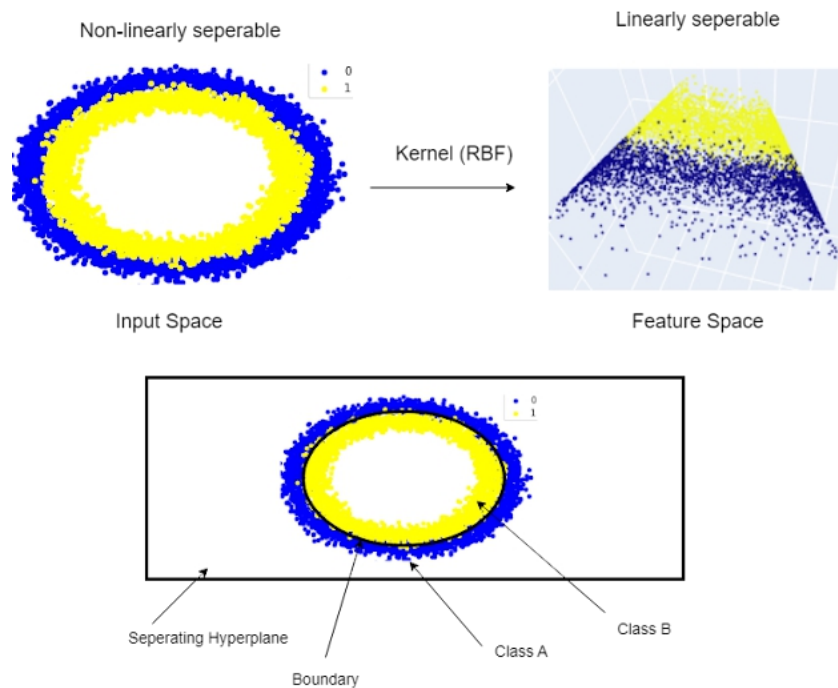 Non-linearly seperable
Linearly seperable
0
1
Kernel (RBF)
Input Space
Feature Space
0
1
Seperating Hyperplane
Boundary
Class A
Class B